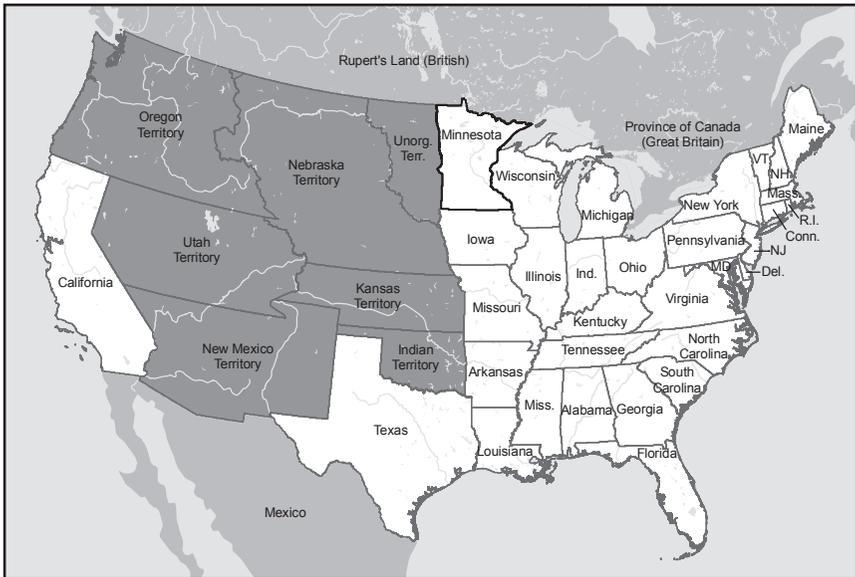 Rupert's Land (British)
Oregon
Territory
Unorg.
Terr.
Minnesota
Province of Canada
(Great Britain)
Maine
Nebraska
Territory
Wisconsin
VT
NH
Mass.
New York
Michigan
R.I.
Conn.
Utah
Territory
Iowa
Pennsylvania
NJ
California
Illinois
Ind.
Ohio
MD
Del.
Kansas
Territory
Missouri
Virginia
Kentucky
New Mexico
Territory
Indian
Territory
Tennessee
North
Carolina
Arkansas
South
Carolina
Texas
Miss.
Alabama
Georgia
Louisiana
Florida
Mexico